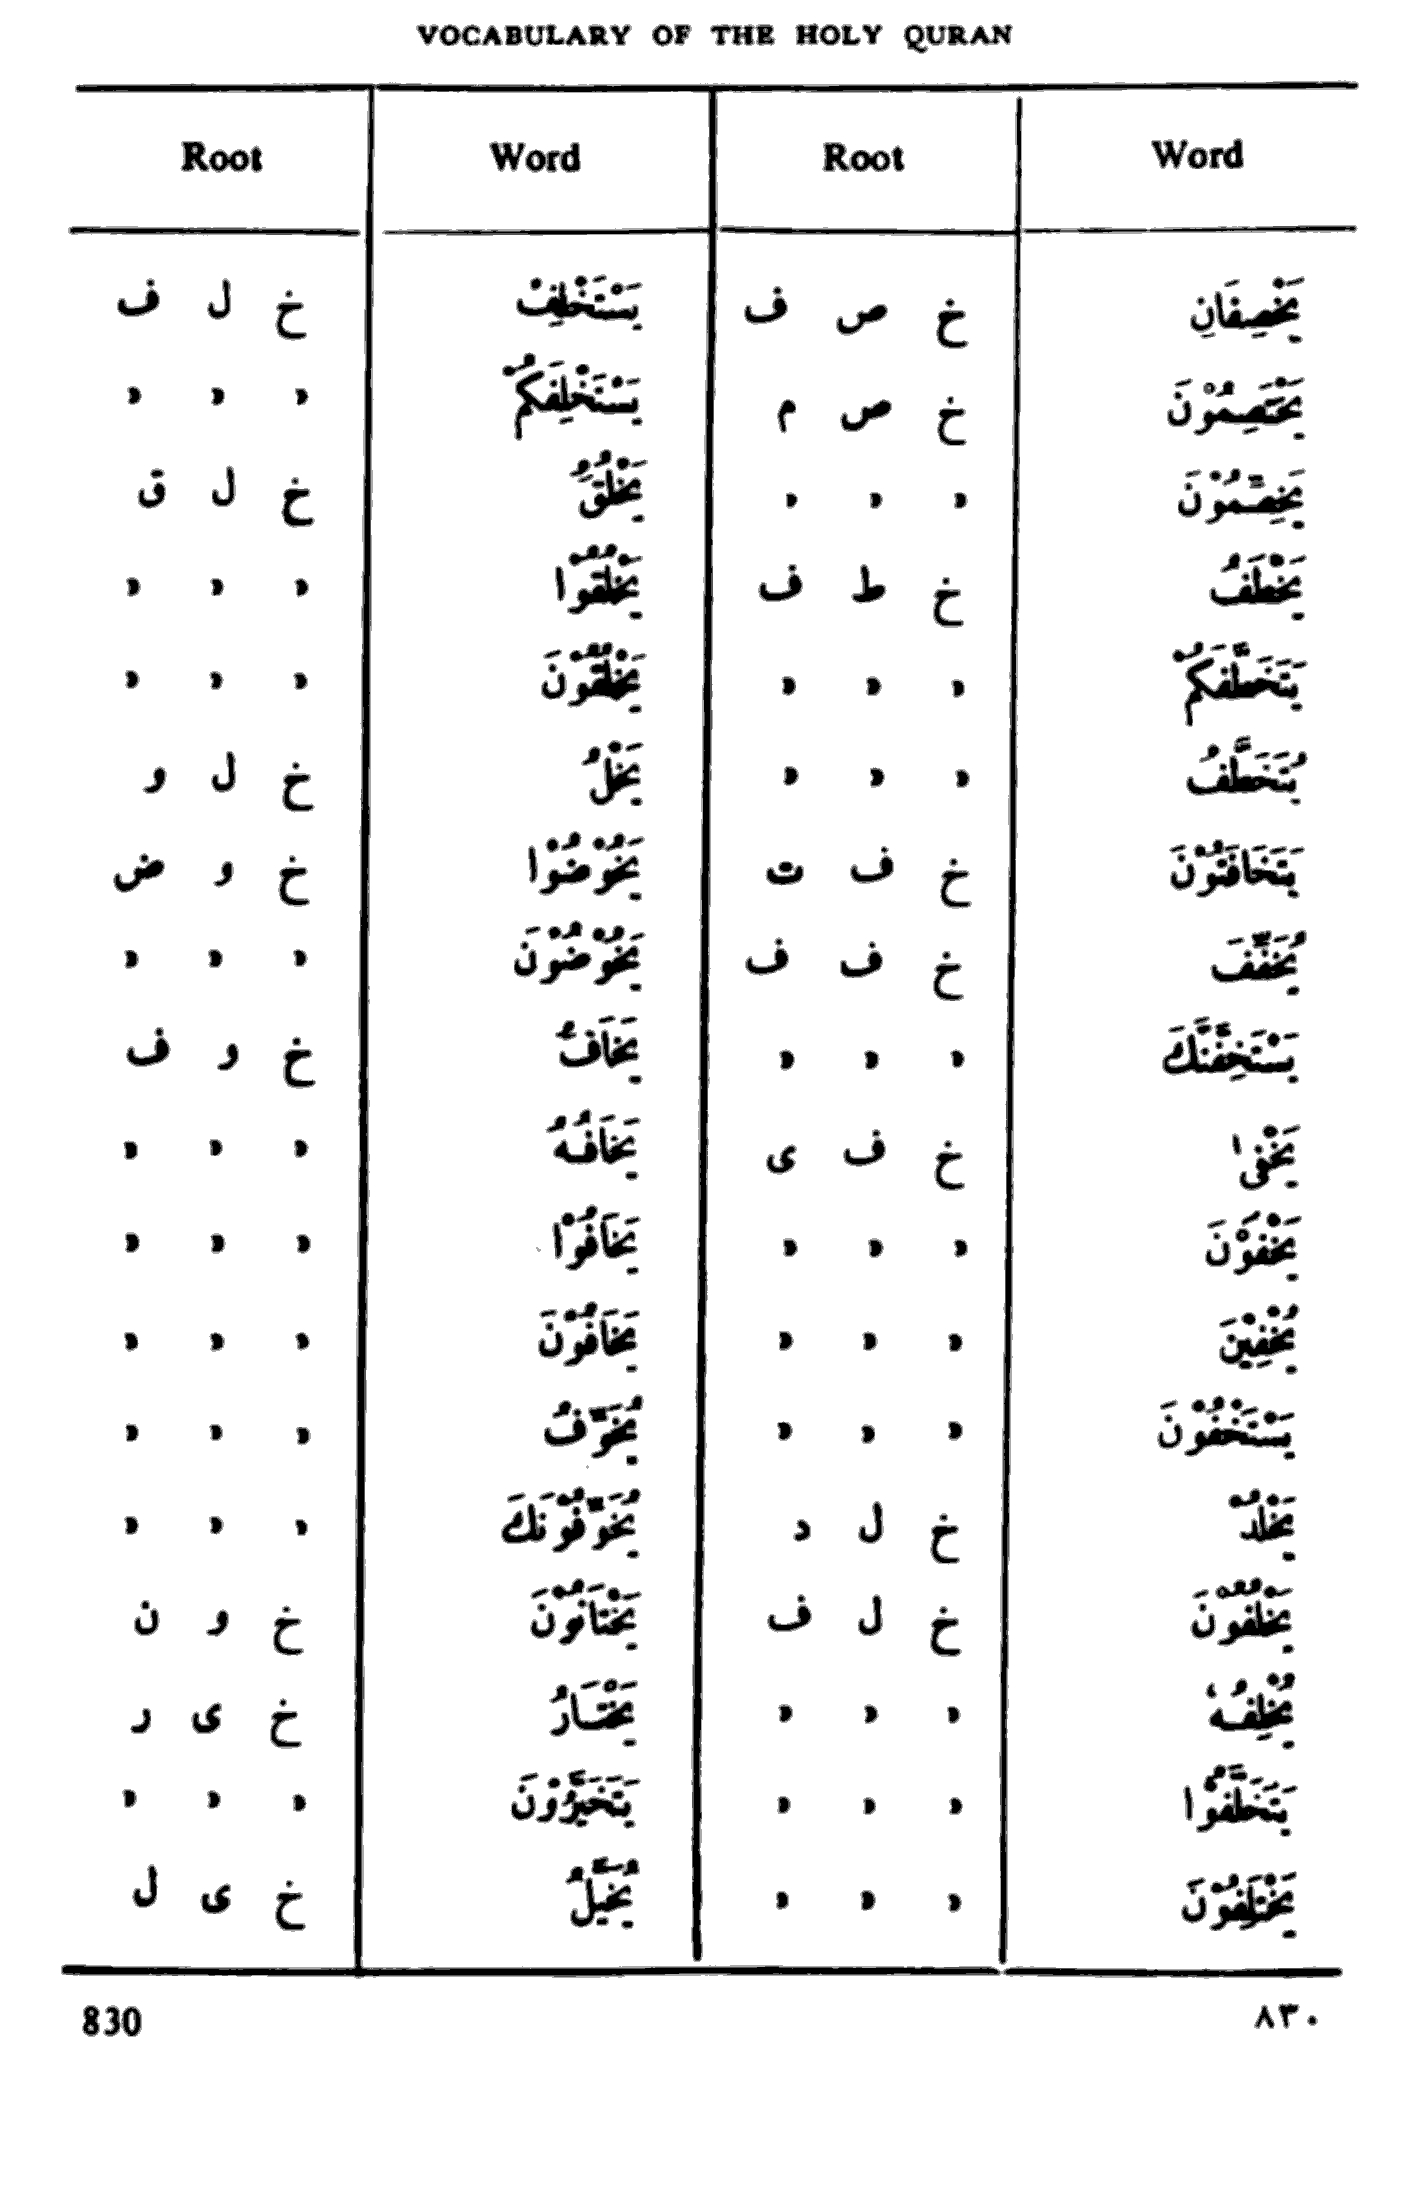 VOCABULARY OF THE HOLY QURAN
Root Word Root Word
يَخْصِفَانِ خ ص ف
يَخْتَصِمُوْنَ خ ص م
يَخِصِّمُوْنَ " " "
يَخْطَفُ خ ط ف
يَتَخَطَّفَكُمْ " " "
يُتَخَطَّفُ " " "
يَتَخَافَتُوْنَ خ ف ت
يُخَفَّفَ خ ف ف
يَسْتَخِفَّنَّكَ " " "
يَخْفىٰ خ ف ى
يَخْفَوْنَ " " "
يُخْفِيْنَ " " "
يَسْتَخْفُوْنَ " " "
يَخْلُدْ خ ل د
يَخْلُفُوْنَ خ ل ف
يُخْلِفُهٗ " " "
يَتَخَلَّفُوْا " " "
يَخْتَلِفُوْنَ " " "
يَسْتَخْلِفْ خ ل ف
يَسْتَخْلِفَكُمْ " " "
يَخْلُقُ خ ل ق
يَخْلُقُوْا " " "
يَخْلُقُوْنَ " " "
يَخْلُ خ ل و
يَخُوْضُوْا خ و ض
يَخُوْضُوْنَ " " "
يَخَافُ خ و ف
يَخَافُهُ " " "
يَخَافُوْا " " "
يَخَافُوْنَ " " "
يُخَوِّفُ " " "
يُخَوِّفُوْنَكَ " " "
يَخْتَانُوْنَ خ و ن
يَخْتَارُ خ ى ر
يَتَخَيَّرُوْنَ " " "
يُخَيَّلُ خ ى ل
830 ٨٣٠